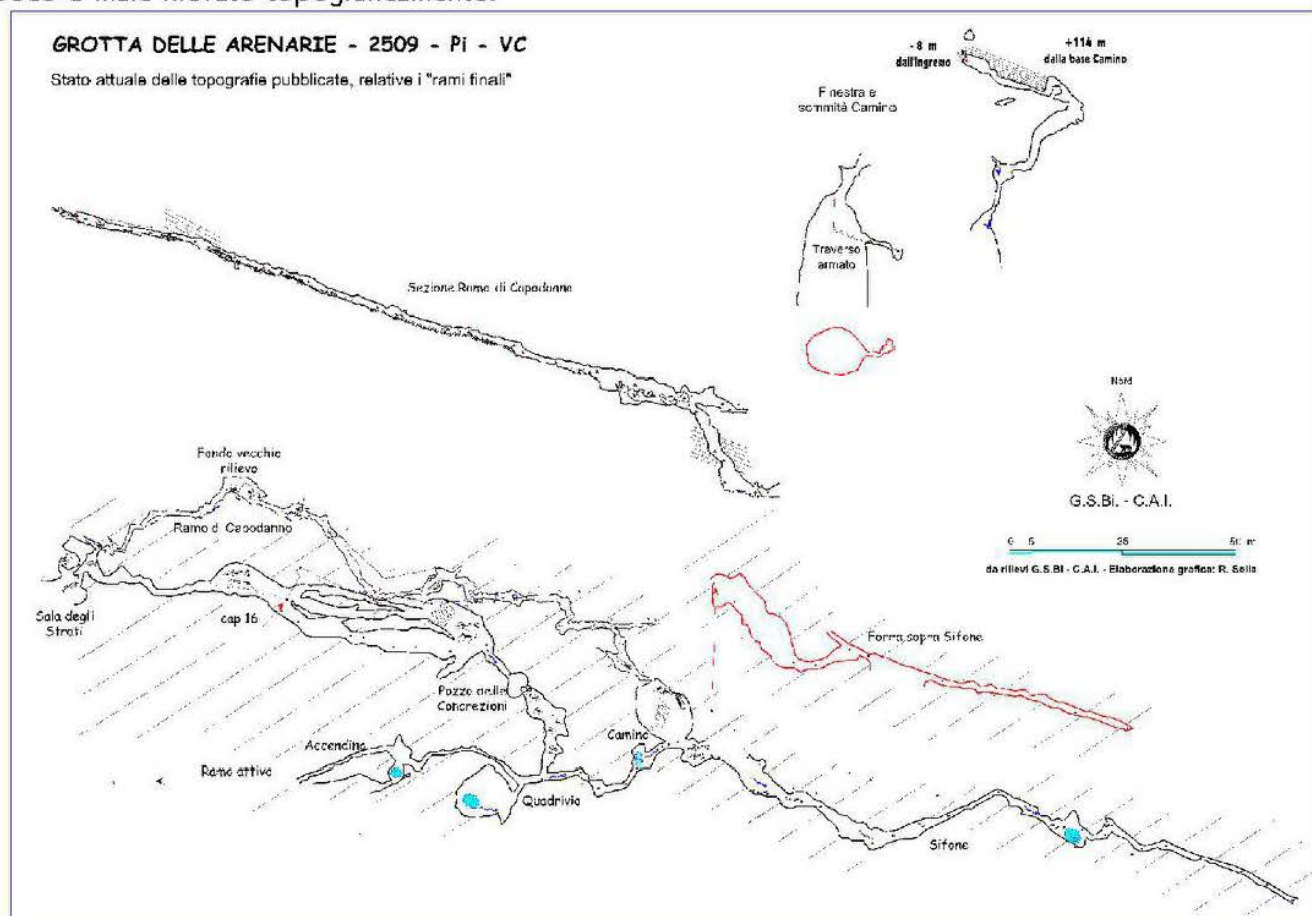 GROTTA DELLE ARENARIE - 2509 - Pi - VC
Stato attuale delle topografie pubblicate, relative i "rami finali"
- 8 m
dall'Ingresso
+114 m
dalla base Camino
Finestra e
sommità Camino
Traverso
armato
Sezione Ramo di Capodanno
Nord
G.S.Bi. - C.A.I.
0 5 25 50 m
da rilievi G.S.BI - C.A.I. - Elaborazione grafica: R. Sella
Fondo vecchio
rilievo
Ramo d Capodanno
Sala degli
Strati
cap 16
Forra sopra Sifone
Pozzo delle
Concrezioni
Camino
Accendino
Ramo attivo
Quadrivio
Sifone